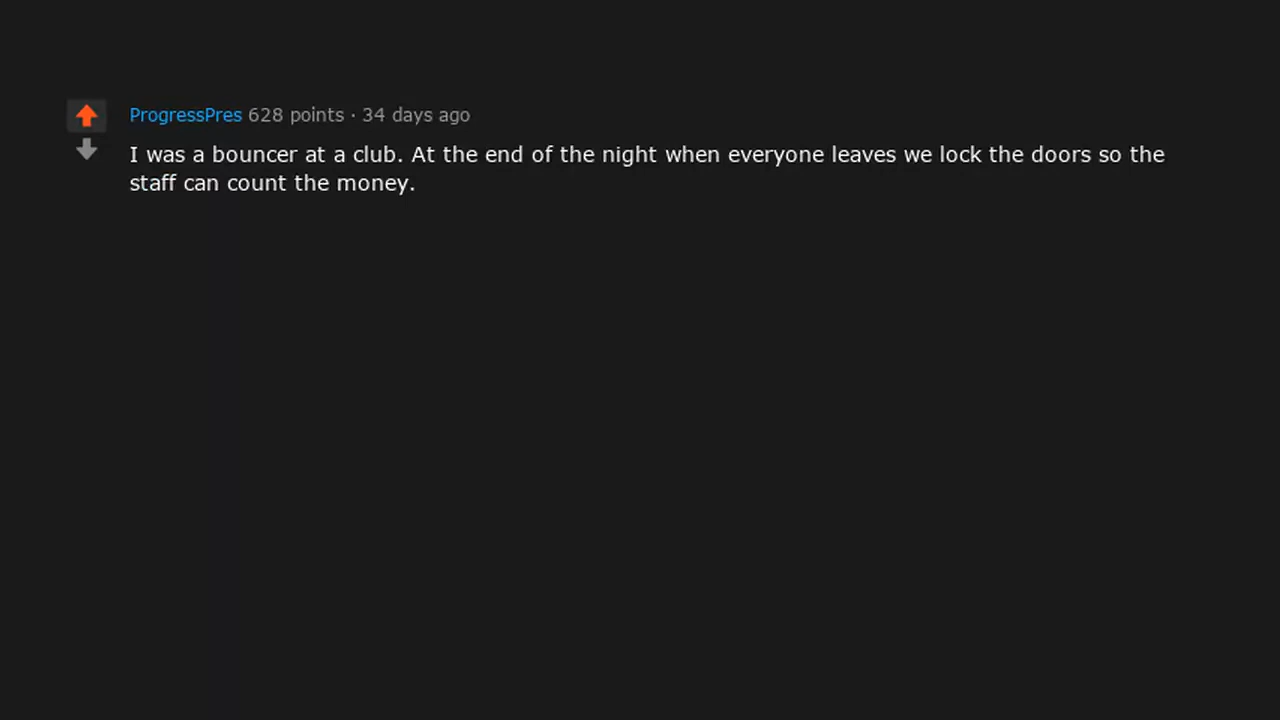 ProgressPres 628 points · 34 days ago
I was a bouncer at a club. At the end of the night when everyone leaves we lock the doors so the
staff can count the money.